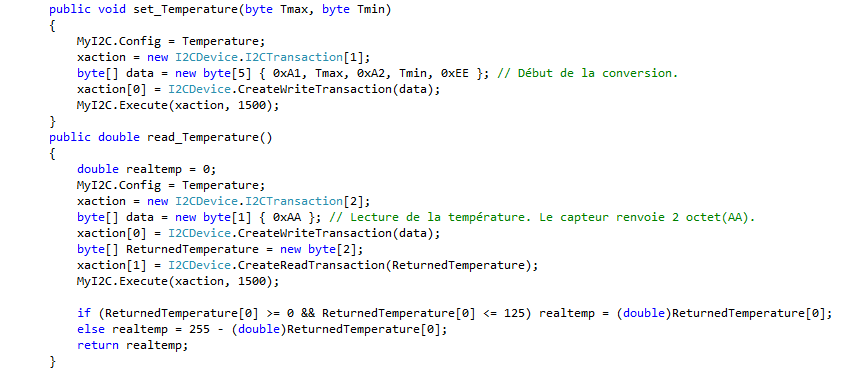 public void set_Temperature(byte Tmax, byte Tmin)
{
MyI2C.Config = Temperature;
xaction = new I2CDevice.I2CTransaction[1];
byte[] data = new byte[5] { 0xA1, Tmax, 0xA2, Tmin, 0xEE }; // Début de la conversion.
xaction[0] = I2CDevice.CreateWriteTransaction(data);
MyI2C.Execute(xaction, 1500);
}
public double read_Temperature()
{
double realtemp = 0;
MyI2C.Config = Temperature;
xaction = new I2CDevice.I2CTransaction[2];
byte[] data = new byte[1] { 0xAA }; // Lecture de la température. Le capteur renvoie 2 octet(AA).
xaction[0] = I2CDevice.CreateWriteTransaction(data);
byte[] ReturnedTemperature = new byte[2];
xaction[1] = I2CDevice.CreateReadTransaction(ReturnedTemperature);
MyI2C.Execute(xaction, 1500);
if (ReturnedTemperature[0] >= 0 && ReturnedTemperature[0] <= 125) realtemp = (double)ReturnedTemperature[0];
else realtemp = 255 - (double)ReturnedTemperature[0];
return realtemp;
}